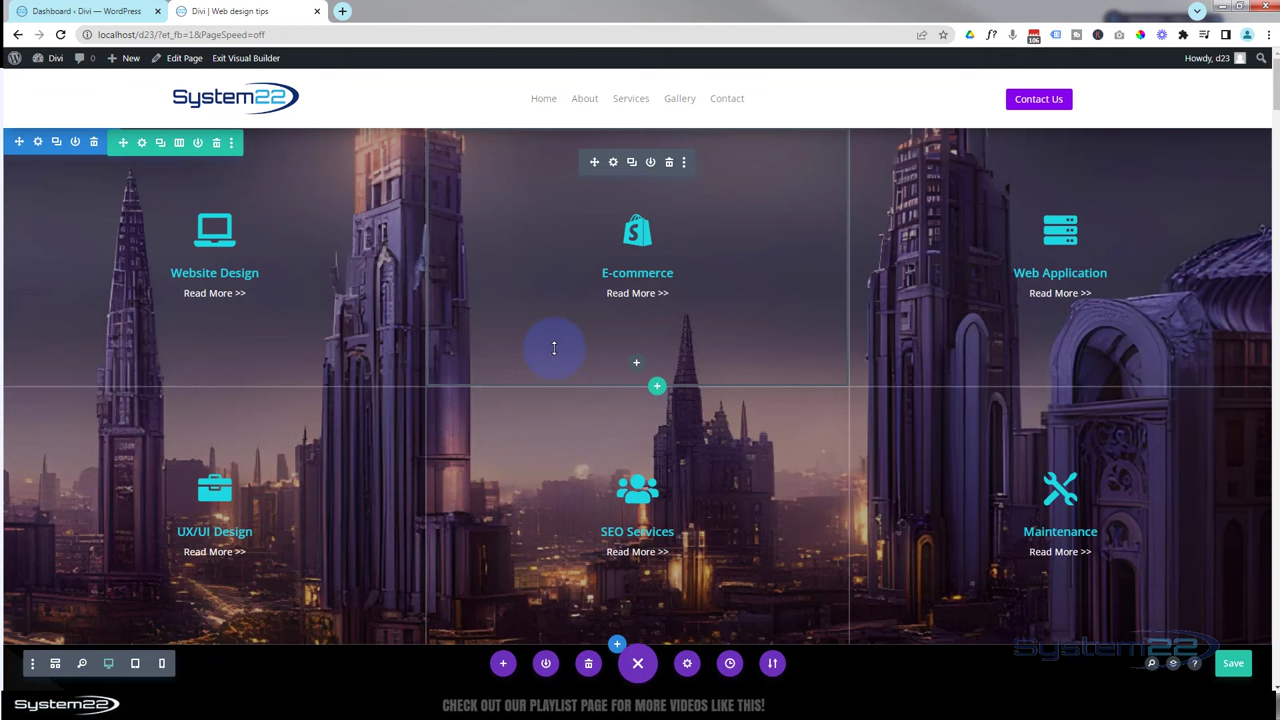 Dashboard ‹ Divi — WordPress
Divi | Web design tips
localhost/d23/?et_fb=1&PageSpeed=off
106
Divi
0
New
Edit Page
Exit Visual Builder
Howdy, d23
System22
Home
About
Services
Gallery
Contact
Contact Us
Website Design
Read More >>
E-commerce
Read More >>
Web Application
Read More >>
UX/UI Design
Read More >>
SEO Services
Read More >>
Maintenance
Read More >>
System22
Save
System22
CHECK OUT OUR PLAYLIST PAGE FOR MORE VIDEOS LIKE THIS!